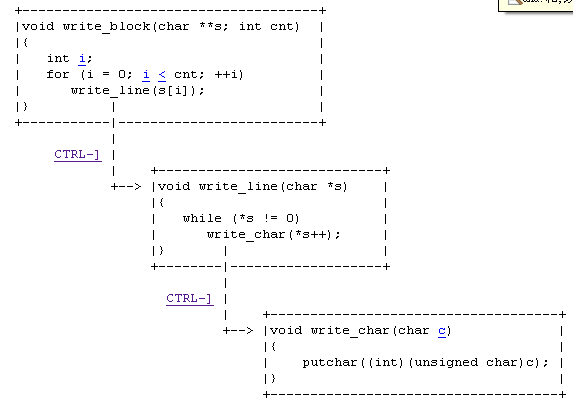 void write_block(char **s; int cnt)
{
int i;
for (i = 0; i < cnt; ++i)
write_line(s[i]);
}
CTRL-]
+--> void write_line(char *s)
{
while (*s != 0)
write_char(*s++);
}
CTRL-]
+--> void write_char(char c)
{
putchar((int)(unsigned char)c);
}